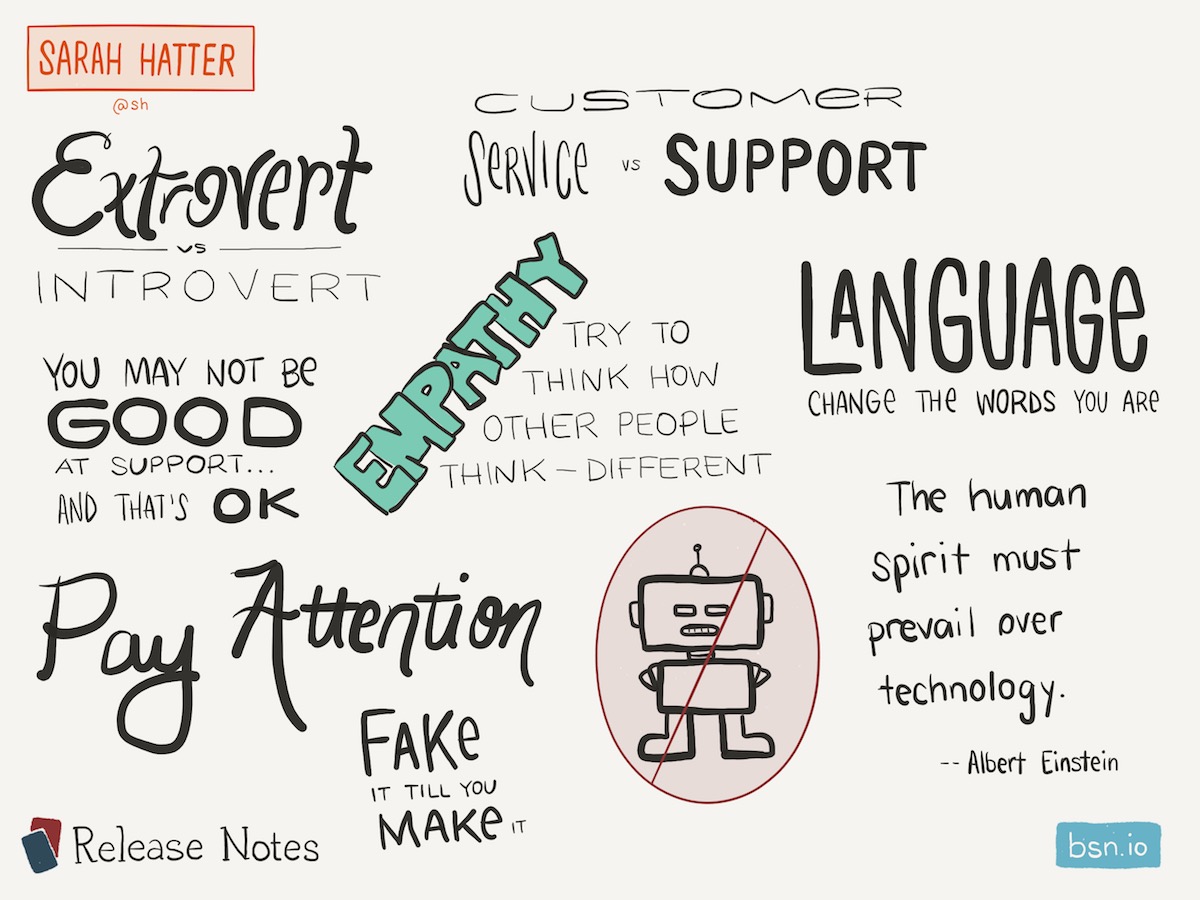 SARAH HATTER
@sh
Extrovert
vs
INTROVERT
YOU MAY NOT BE
GOOD
AT SUPPORT...
AND THAT'S OK
CUSTOMER
SERVICE vs SUPPORT
EMPATHY
TRY TO
THINK HOW
OTHER PEOPLE
THINK – DIFFERENT
LANGUAGE
CHANGE THE WORDS YOU ARE
Pay Attention
FAKE
IT TILL YOU
MAKE IT
The human
spirit must
prevail over
technology.
-- Albert Einstein
Release Notes
bsn.io